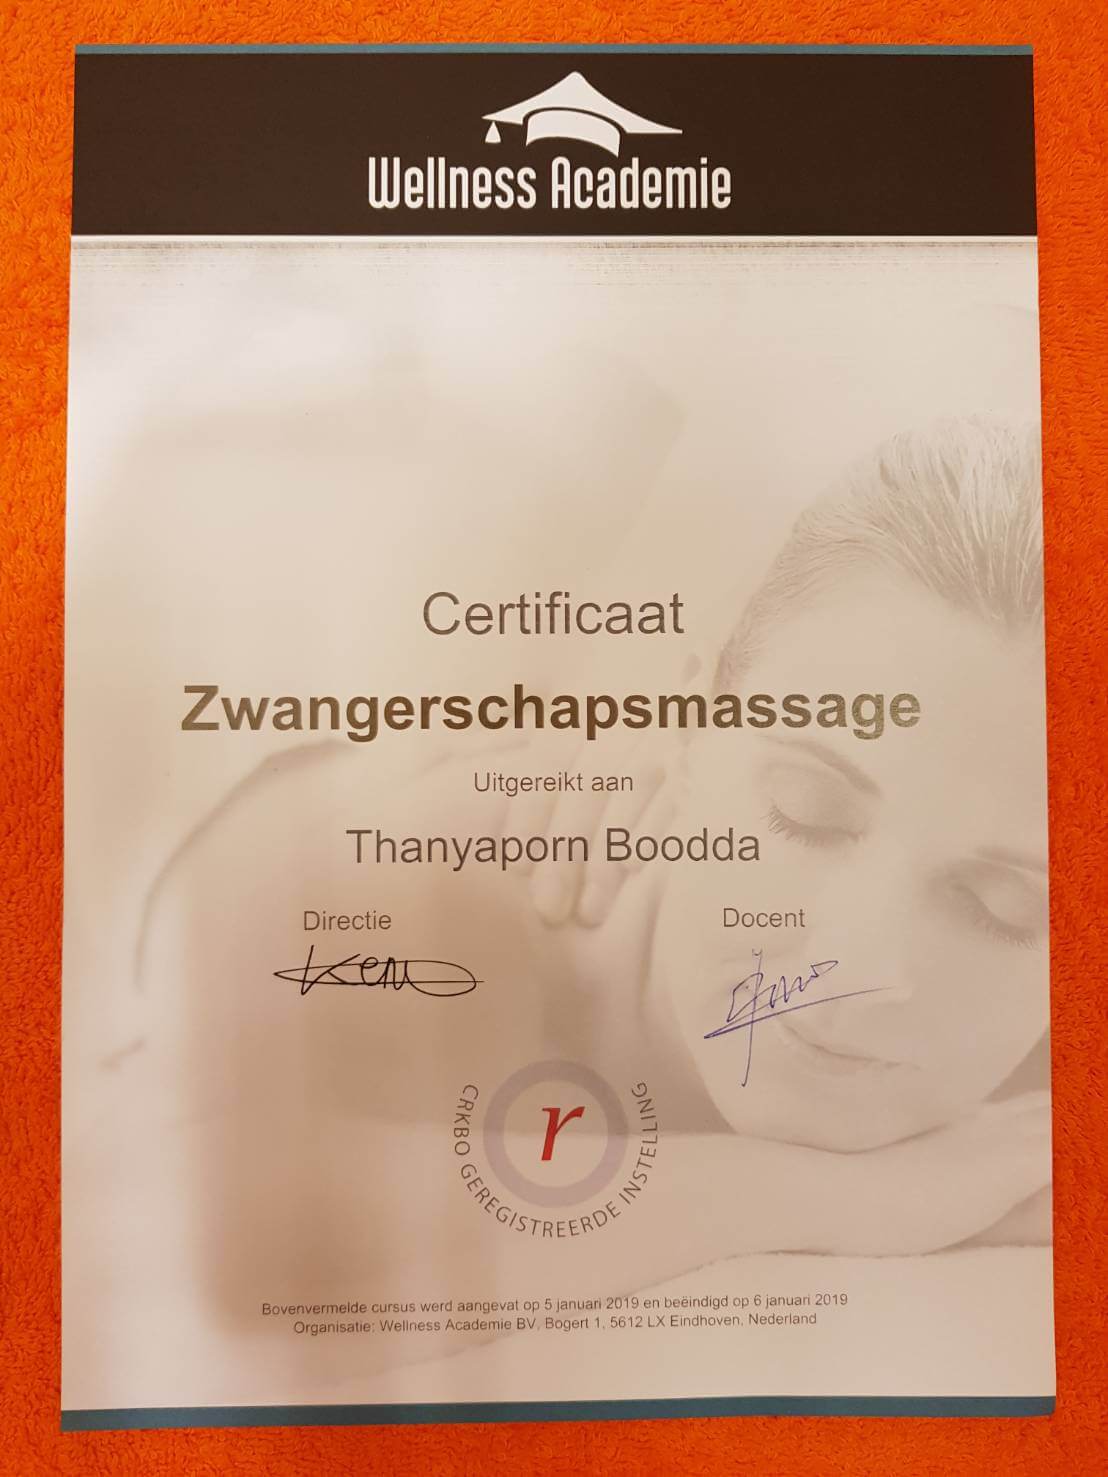 Wellness Academie
Certificaat
Zwangerschapsmassage
Uitgereikt aan
Thanyaporn Boodda
Directie
Docent
r
CRKBO GEREGISTREERDE INSTELLING
Bovenvermelde cursus werd aangevat op 5 januari 2019 en beëindigd op 6 januari 2019
Organisatie: Wellness Academie BV, Bogert 1, 5612 LX Eindhoven, Nederland